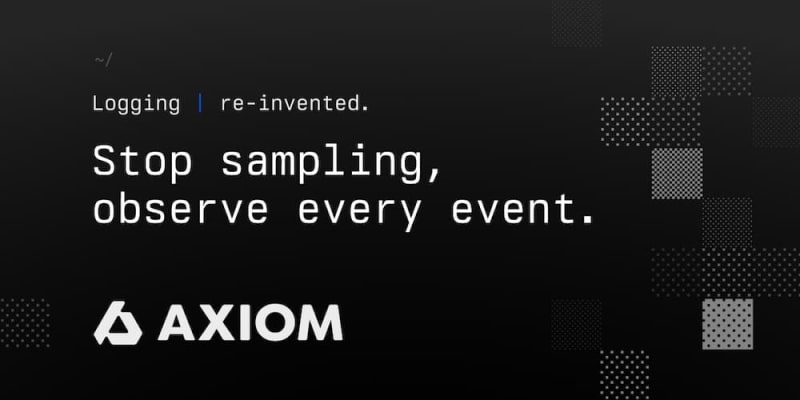 ~/
Logging | re-invented.
Stop sampling,
observe every event.
AXIOM